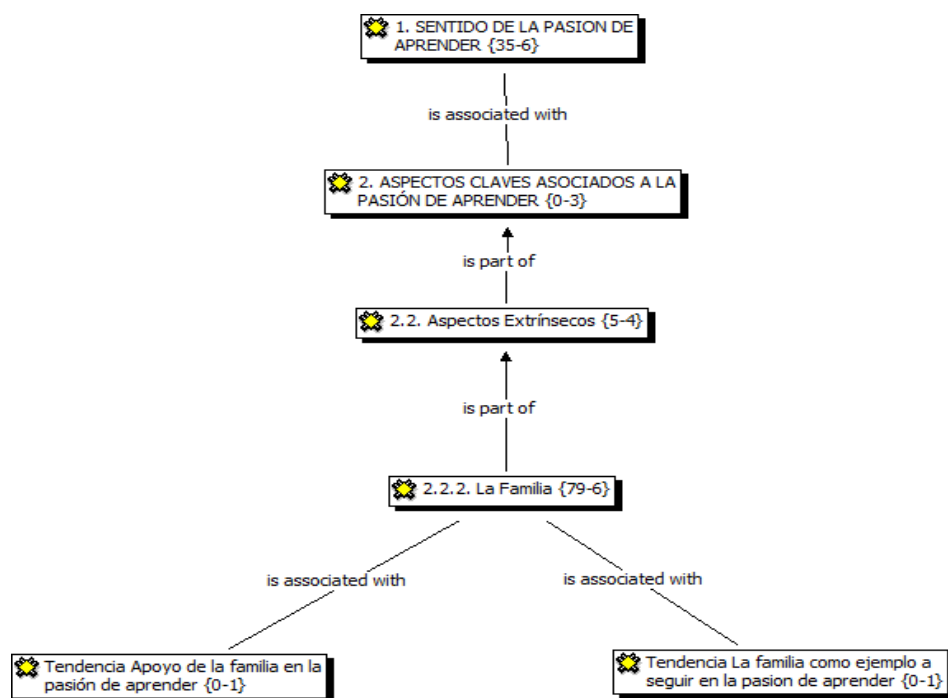 1. SENTIDO DE LA PASION DE
APRENDER {35-6}
is associated with
2. ASPECTOS CLAVES ASOCIADOS A LA
PASIÓN DE APRENDER {0-3}
is part of
2.2. Aspectos Extrínsecos {5-4}
is part of
2.2.2. La Familia {79-6}
is associated with
is associated with
Tendencia Apoyo de la familia en la
pasión de aprender {0-1}
Tendencia La familia como ejemplo a
seguir en la pasion de aprender {0-1}